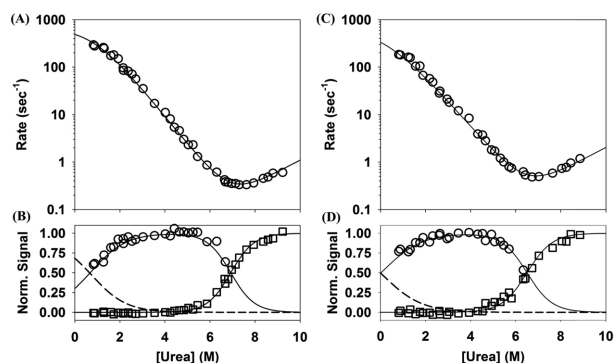 (A)
1000
100
10
1
0.1
Rate (sec⁻¹)
(B)
1.00
0.75
0.50
0.25
0.00
Norm. Signal
0 2 4 6 8 10
[Urea] (M)
(C)
1000
100
10
1
0.1
Rate (sec⁻¹)
(D)
1.00
0.75
0.50
0.25
0.00
Norm. Signal
0 2 4 6 8 10
[Urea] (M)